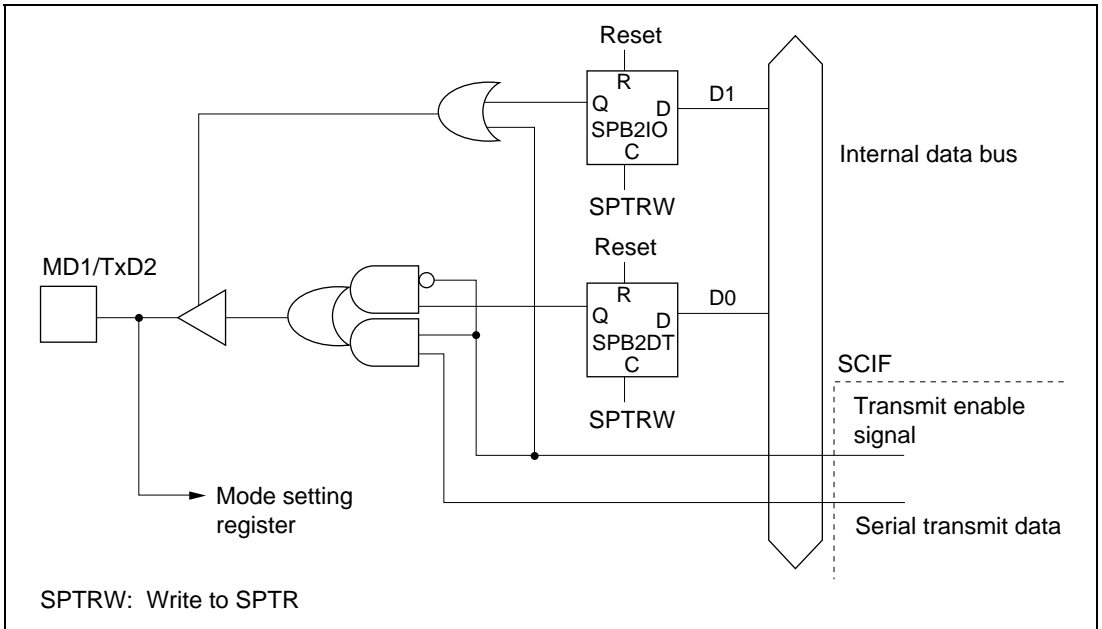 Reset
R
D1
Q
D
SPB2IO
C
Internal data bus
SPTRW
Reset
MD1/TxD2
R
D0
Q
D
SPB2DT
C
SCIF
SPTRW
Transmit enable
signal
Mode setting
register
Serial transmit data
SPTRW: Write to SPTR